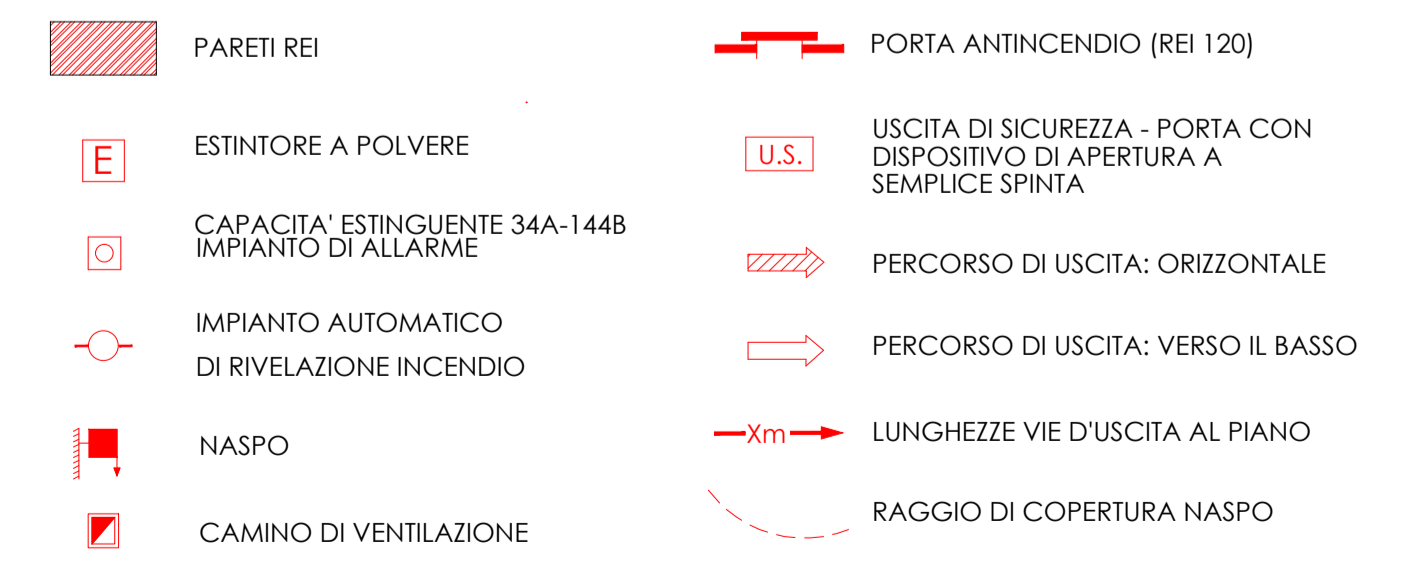 PARETI REI
E
ESTINTORE A POLVERE
CAPACITA' ESTINGUENTE 34A-144B
IMPIANTO DI ALLARME
IMPIANTO AUTOMATICO
DI RIVELAZIONE INCENDIO
NASPO
CAMINO DI VENTILAZIONE
PORTA ANTINCENDIO (REI 120)
U.S.
USCITA DI SICUREZZA - PORTA CON
DISPOSITIVO DI APERTURA A
SEMPLICE SPINTA
PERCORSO DI USCITA: ORIZZONTALE
PERCORSO DI USCITA: VERSO IL BASSO
Xm
LUNGHEZZE VIE D'USCITA AL PIANO
RAGGIO DI COPERTURA NASPO